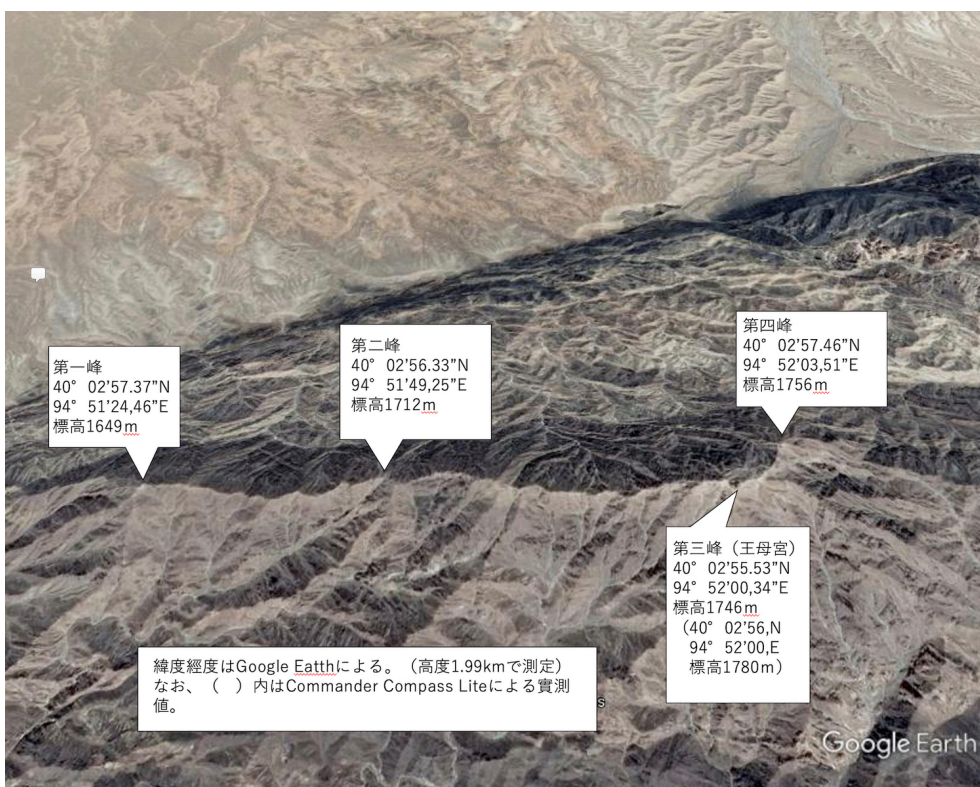 第一峰
40° 02’57.37”N
94° 51’24,46”E
標高1649m
第二峰
40° 02’56.33”N
94° 51’49,25”E
標高1712m
第四峰
40° 02’57.46”N
94° 52’03,51”E
標高1756m
第三峰（王母宮）
40° 02’55.53”N
94° 52’00,34”E
標高1746m
（40° 02’56,N
94° 52’00,E
標高1780m）
緯度經度はGoogle Eatthによる。（高度1.99kmで測定）
なお、（　）内はCommander Compass Liteによる實測
値。
s
Google Earth